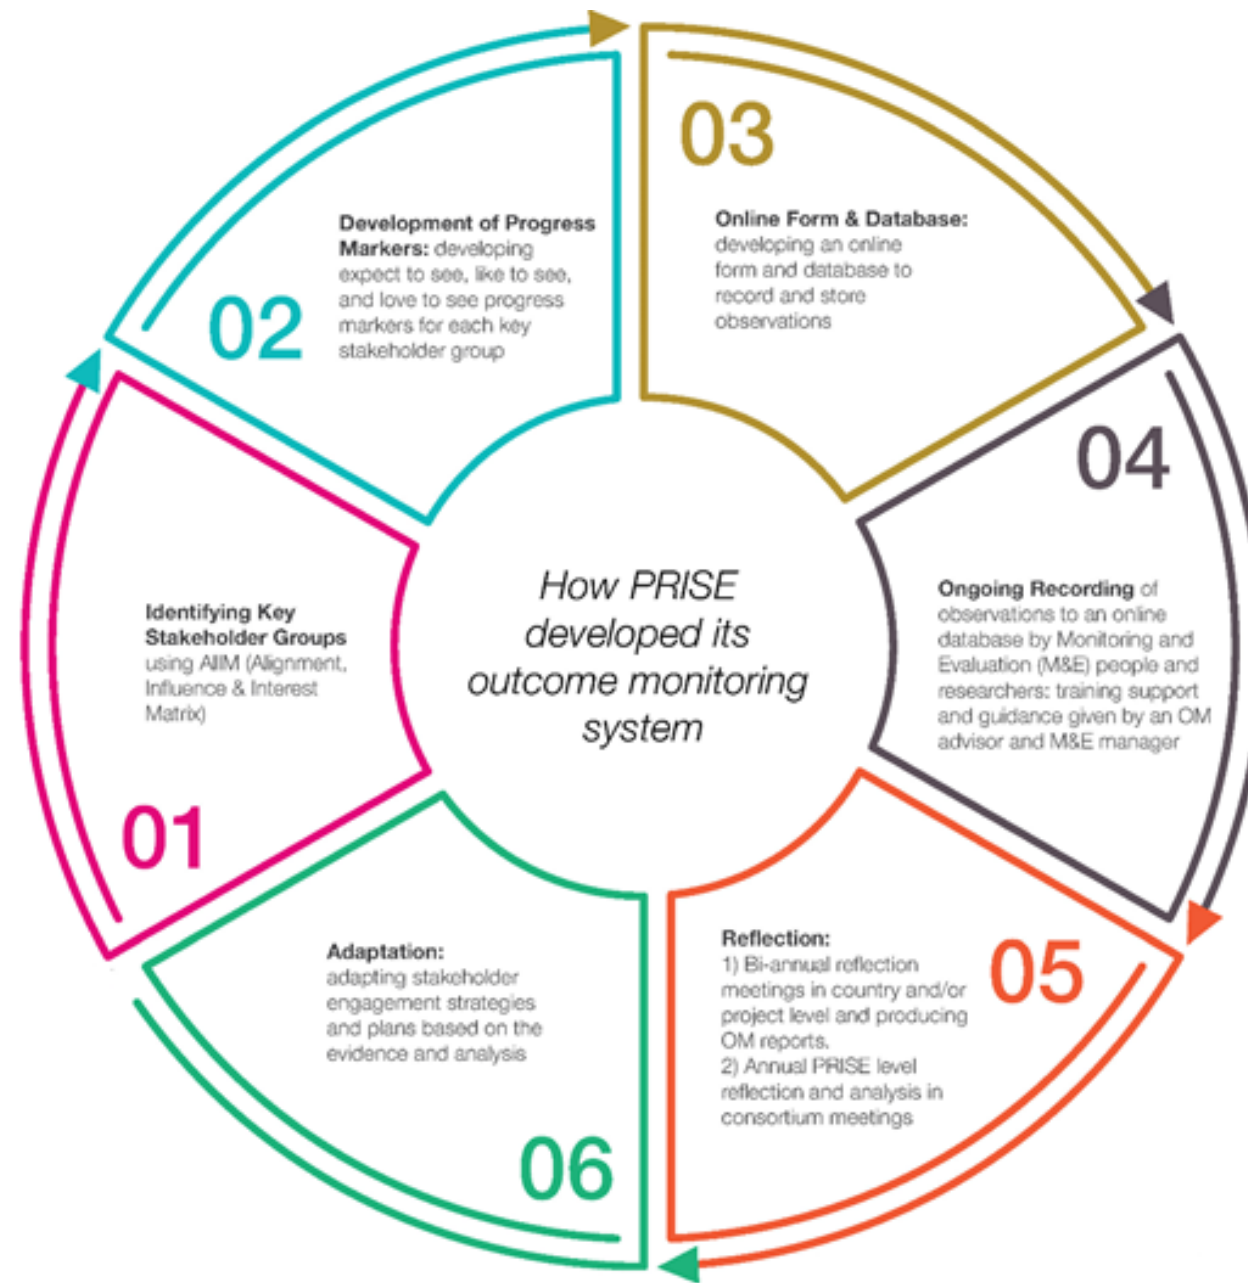 How PRISE
developed its
outcome monitoring
system
01
Identifying Key
Stakeholder Groups
using AIIM (Alignment,
Influence & Interest
Matrix)
02
Development of Progress
Markers: developing
expect to see, like to see,
and love to see progress
markers for each key
stakeholder group
03
Online Form & Database:
developing an online
form and database to
record and store
observations
04
Ongoing Recording of
observations to an online
database by Monitoring and
Evaluation (M&E) people and
researchers: training support
and guidance given by an OM
advisor and M&E manager
05
Reflection:
1) Bi-annual reflection
meetings in country and/or
project level and producing
OM reports.
2) Annual PRISE level
reflection and analysis in
consortium meetings
06
Adaptation:
adapting stakeholder
engagement strategies
and plans based on the
evidence and analysis